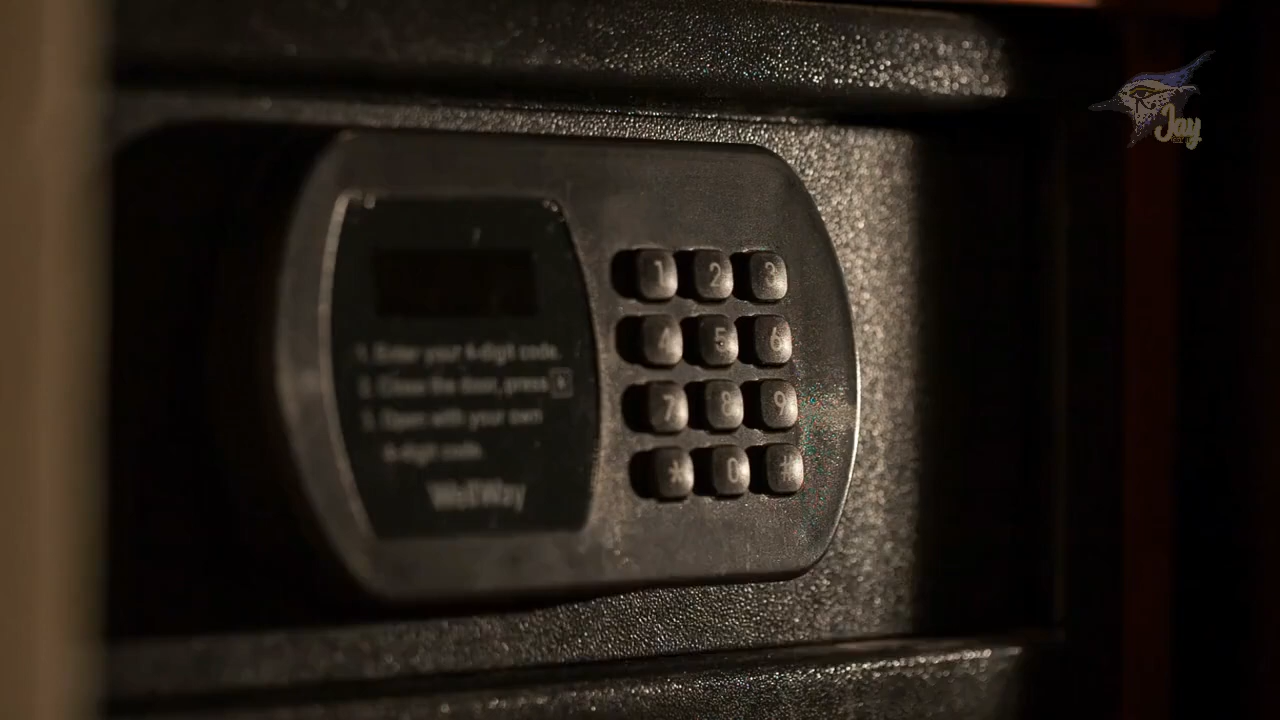 1. Enter your 4-digit code.
2. Close the door, press
3. Open with your own
4-digit code.
WellWay
1 2 3
4 5 6
7 8 9
* 0 #
Jay